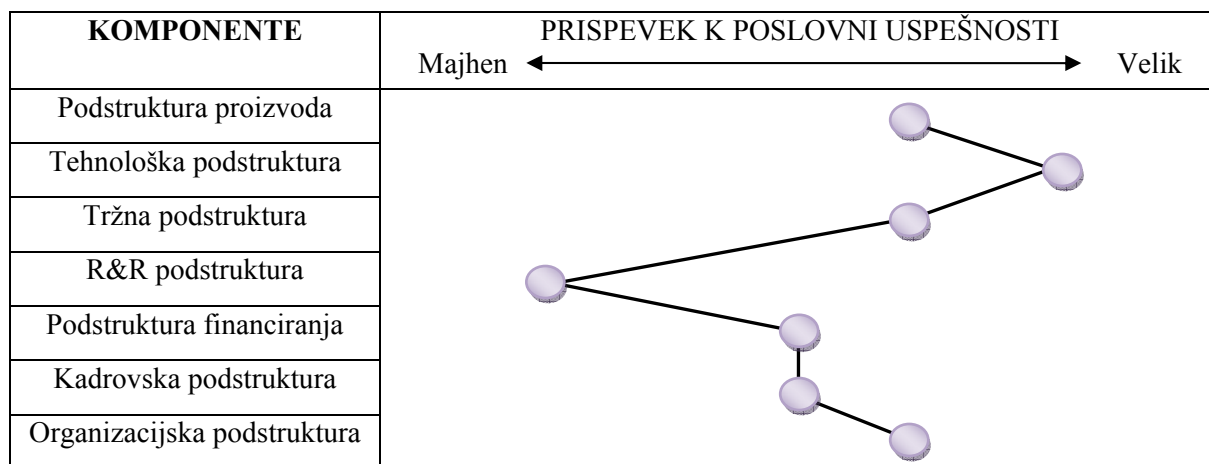 KOMPONENTE
PRISPEVEK K POSLOVNI USPEŠNOSTI
Majhen Velik
Podstruktura proizvoda
Tehnološka podstruktura
Tržna podstruktura
R&R podstruktura
Podstruktura financiranja
Kadrovska podstruktura
Organizacijska podstruktura